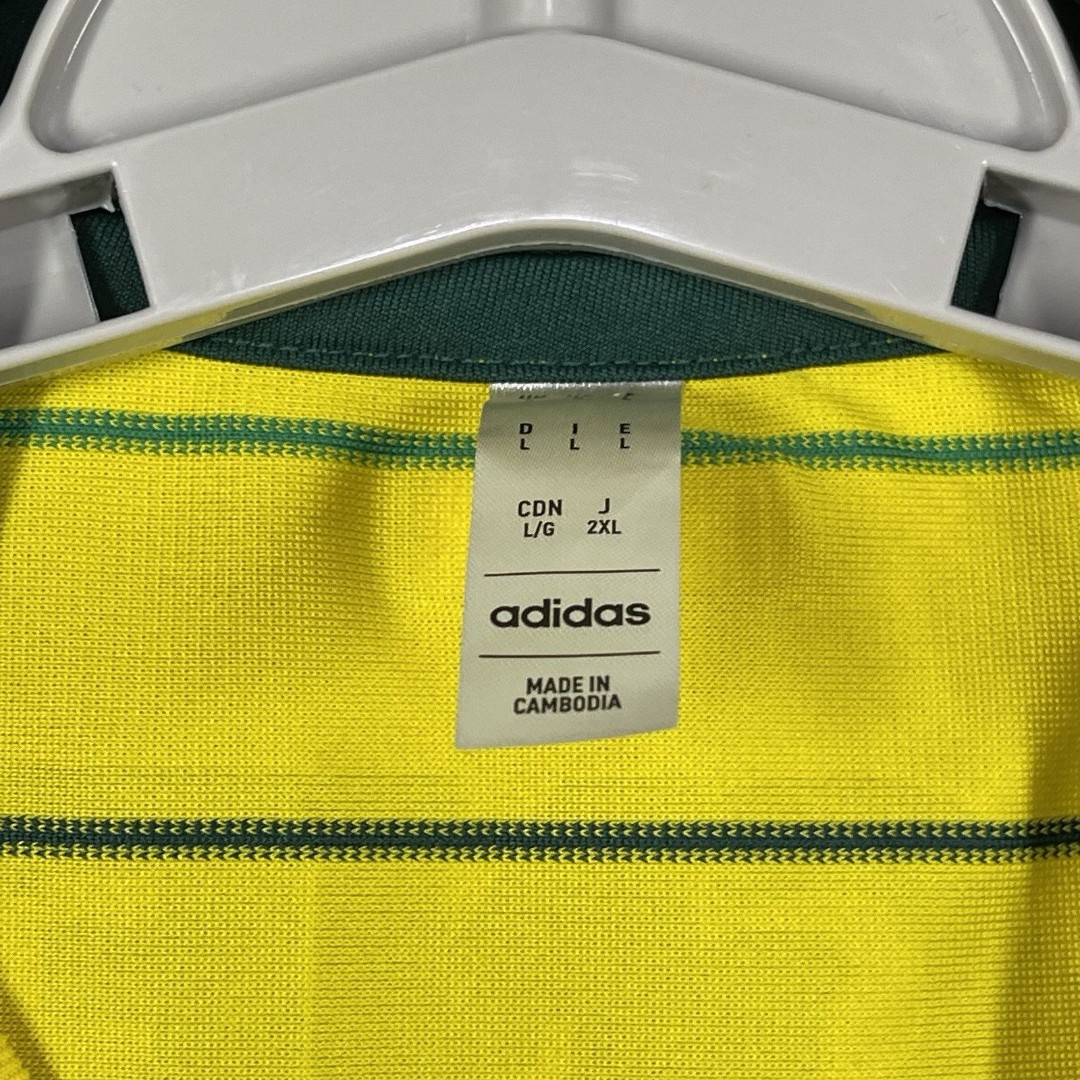 D I E
L L L
CDN J
L/G 2XL
adidas
MADE IN
CAMBODIA